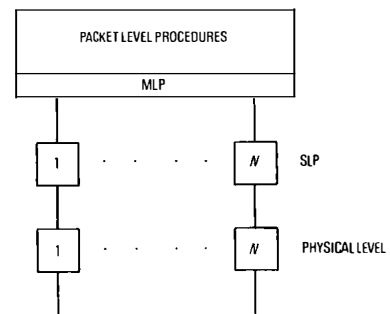 PACKET LEVEL PROCEDURES
MLP
1 . . . . . N SLP
1 . . . . . N PHYSICAL LEVEL